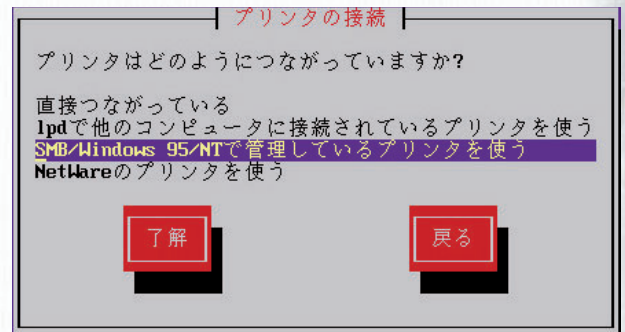 プリンタの接続
プリンタはどのようにつながっていますか?
直接つながっている
lpdで他のコンピュータに接続されているプリンタを使う
SMB/Windows 95/NTで管理しているプリンタを使う
NetWareのプリンタを使う
了解 戻る